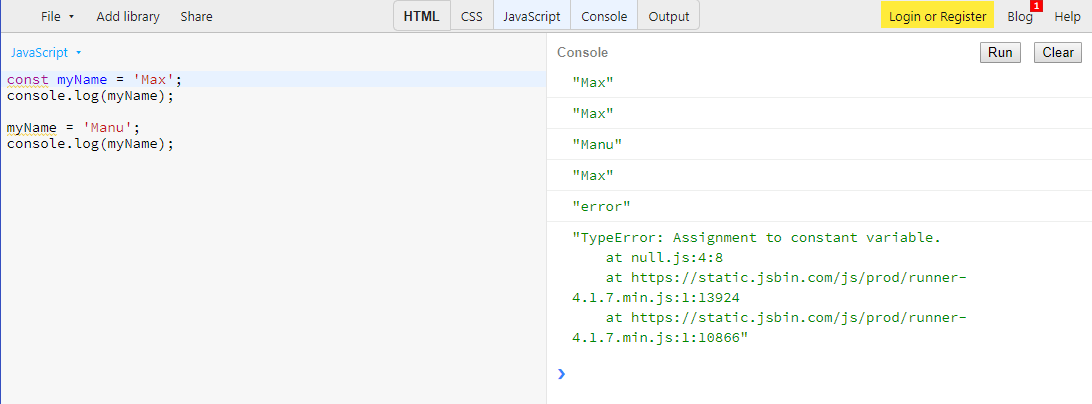 File Add library Share HTML CSS JavaScript Console Output Login or Register Blog 1 Help
JavaScript
const myName = 'Max';
console.log(myName);
myName = 'Manu';
console.log(myName);
Console Run Clear
"Max"
"Max"
"Manu"
"Max"
"error"
"TypeError: Assignment to constant variable.
at null.js:4:8
at https://static.jsbin.com/js/prod/runner-
4.1.7.min.js:1:13924
at https://static.jsbin.com/js/prod/runner-
4.1.7.min.js:1:10866"